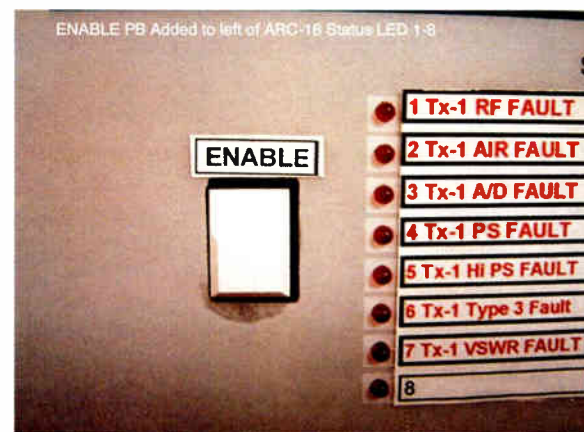 ENABLE PB Added to left of ARC-16 Status LED 1-8
ENABLE
1 Tx-1 RF FAULT
2 Tx-1 AIR FAULT
3 Tx-1 A/D FAULT
4 Tx-1 PS FAULT
5 Tx-1 Hi PS FAULT
6 Tx-1 Type 3 Fault
7 Tx-1 VSWR FAULT
8